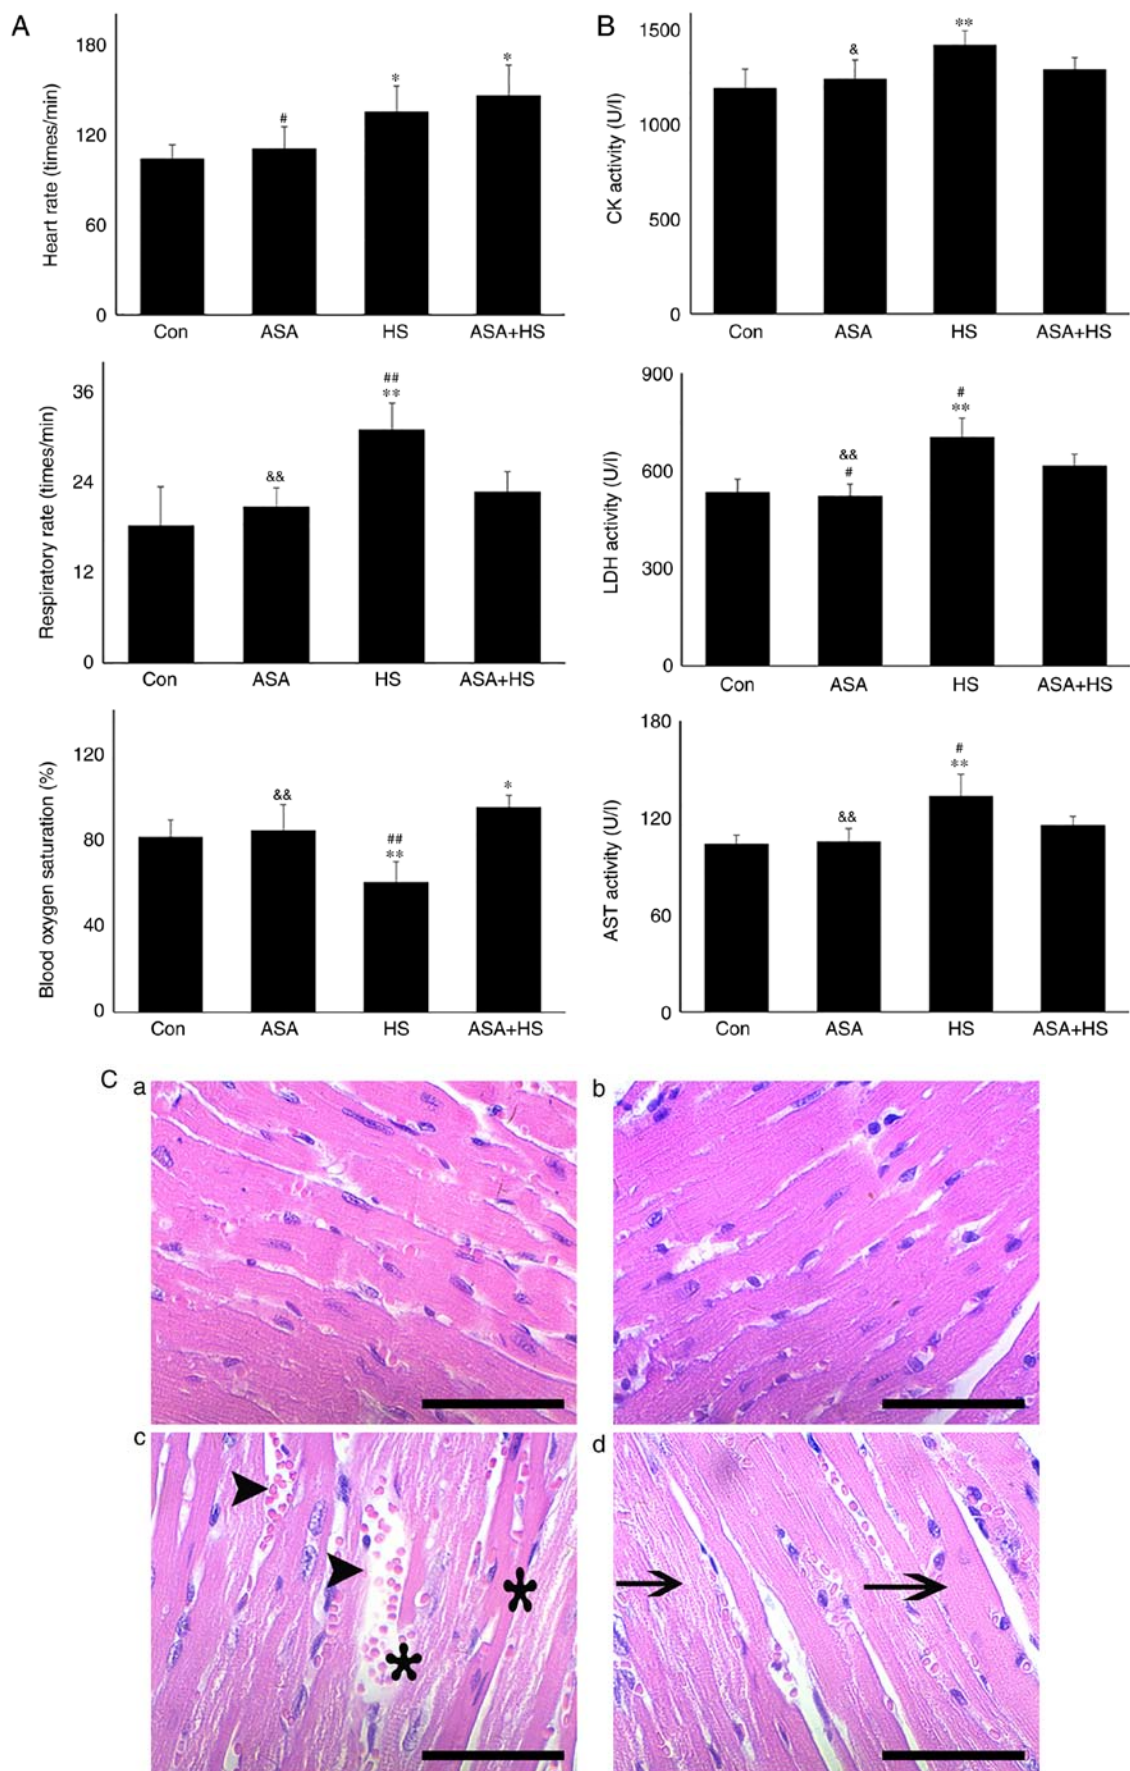 A
Heart rate (times/min)
180
120
60
0
#
*
*
Con ASA HS ASA+HS
Respiratory rate (times/min)
36
24
12
0
&&
##
**
Con ASA HS ASA+HS
Blood oxygen saturation (%)
120
80
40
0
&&
##
**
*
Con ASA HS ASA+HS
B
CK activity (U/l)
1500
1000
500
0
&
**
Con ASA HS ASA+HS
LDH activity (U/l)
900
600
300
0
&&
#
#
**
Con ASA HS ASA+HS
AST activity (U/l)
180
120
60
0
&&
#
**
Con ASA HS ASA+HS
C
a
b
c
d